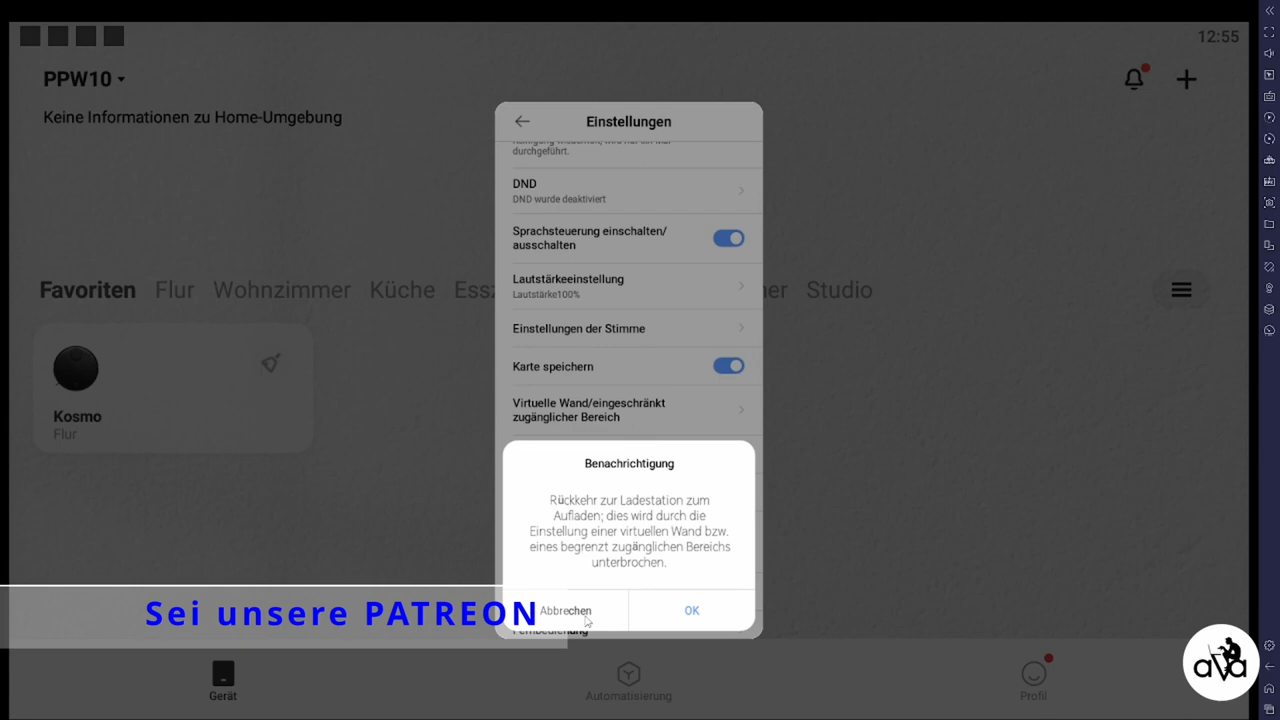 12:55
PPW10
Keine Informationen zu Home-Umgebung
Einstellungen
durchgeführt.
DND
DND wurde deaktiviert
Sprachsteuerung einschalten/
ausschalten
Lautstärkeeinstellung
Lautstärke100%
Favoriten Flur Wohnzimmer Küche Studio
Einstellungen der Stimme
Karte speichern
Kosmo
Flur
Virtuelle Wand/eingeschränkt
zugänglicher Bereich
Benachrichtigung
Rückkehr zur Ladestation zum
Aufladen; dies wird durch die
Einstellung einer virtuellen Wand bzw.
eines begrenzt zugänglichen Bereichs
unterbrochen.
Abbrechen OK
Sei unsere PATREON
Fernbedienung
Gerät
Automatisierung
Profil
ava